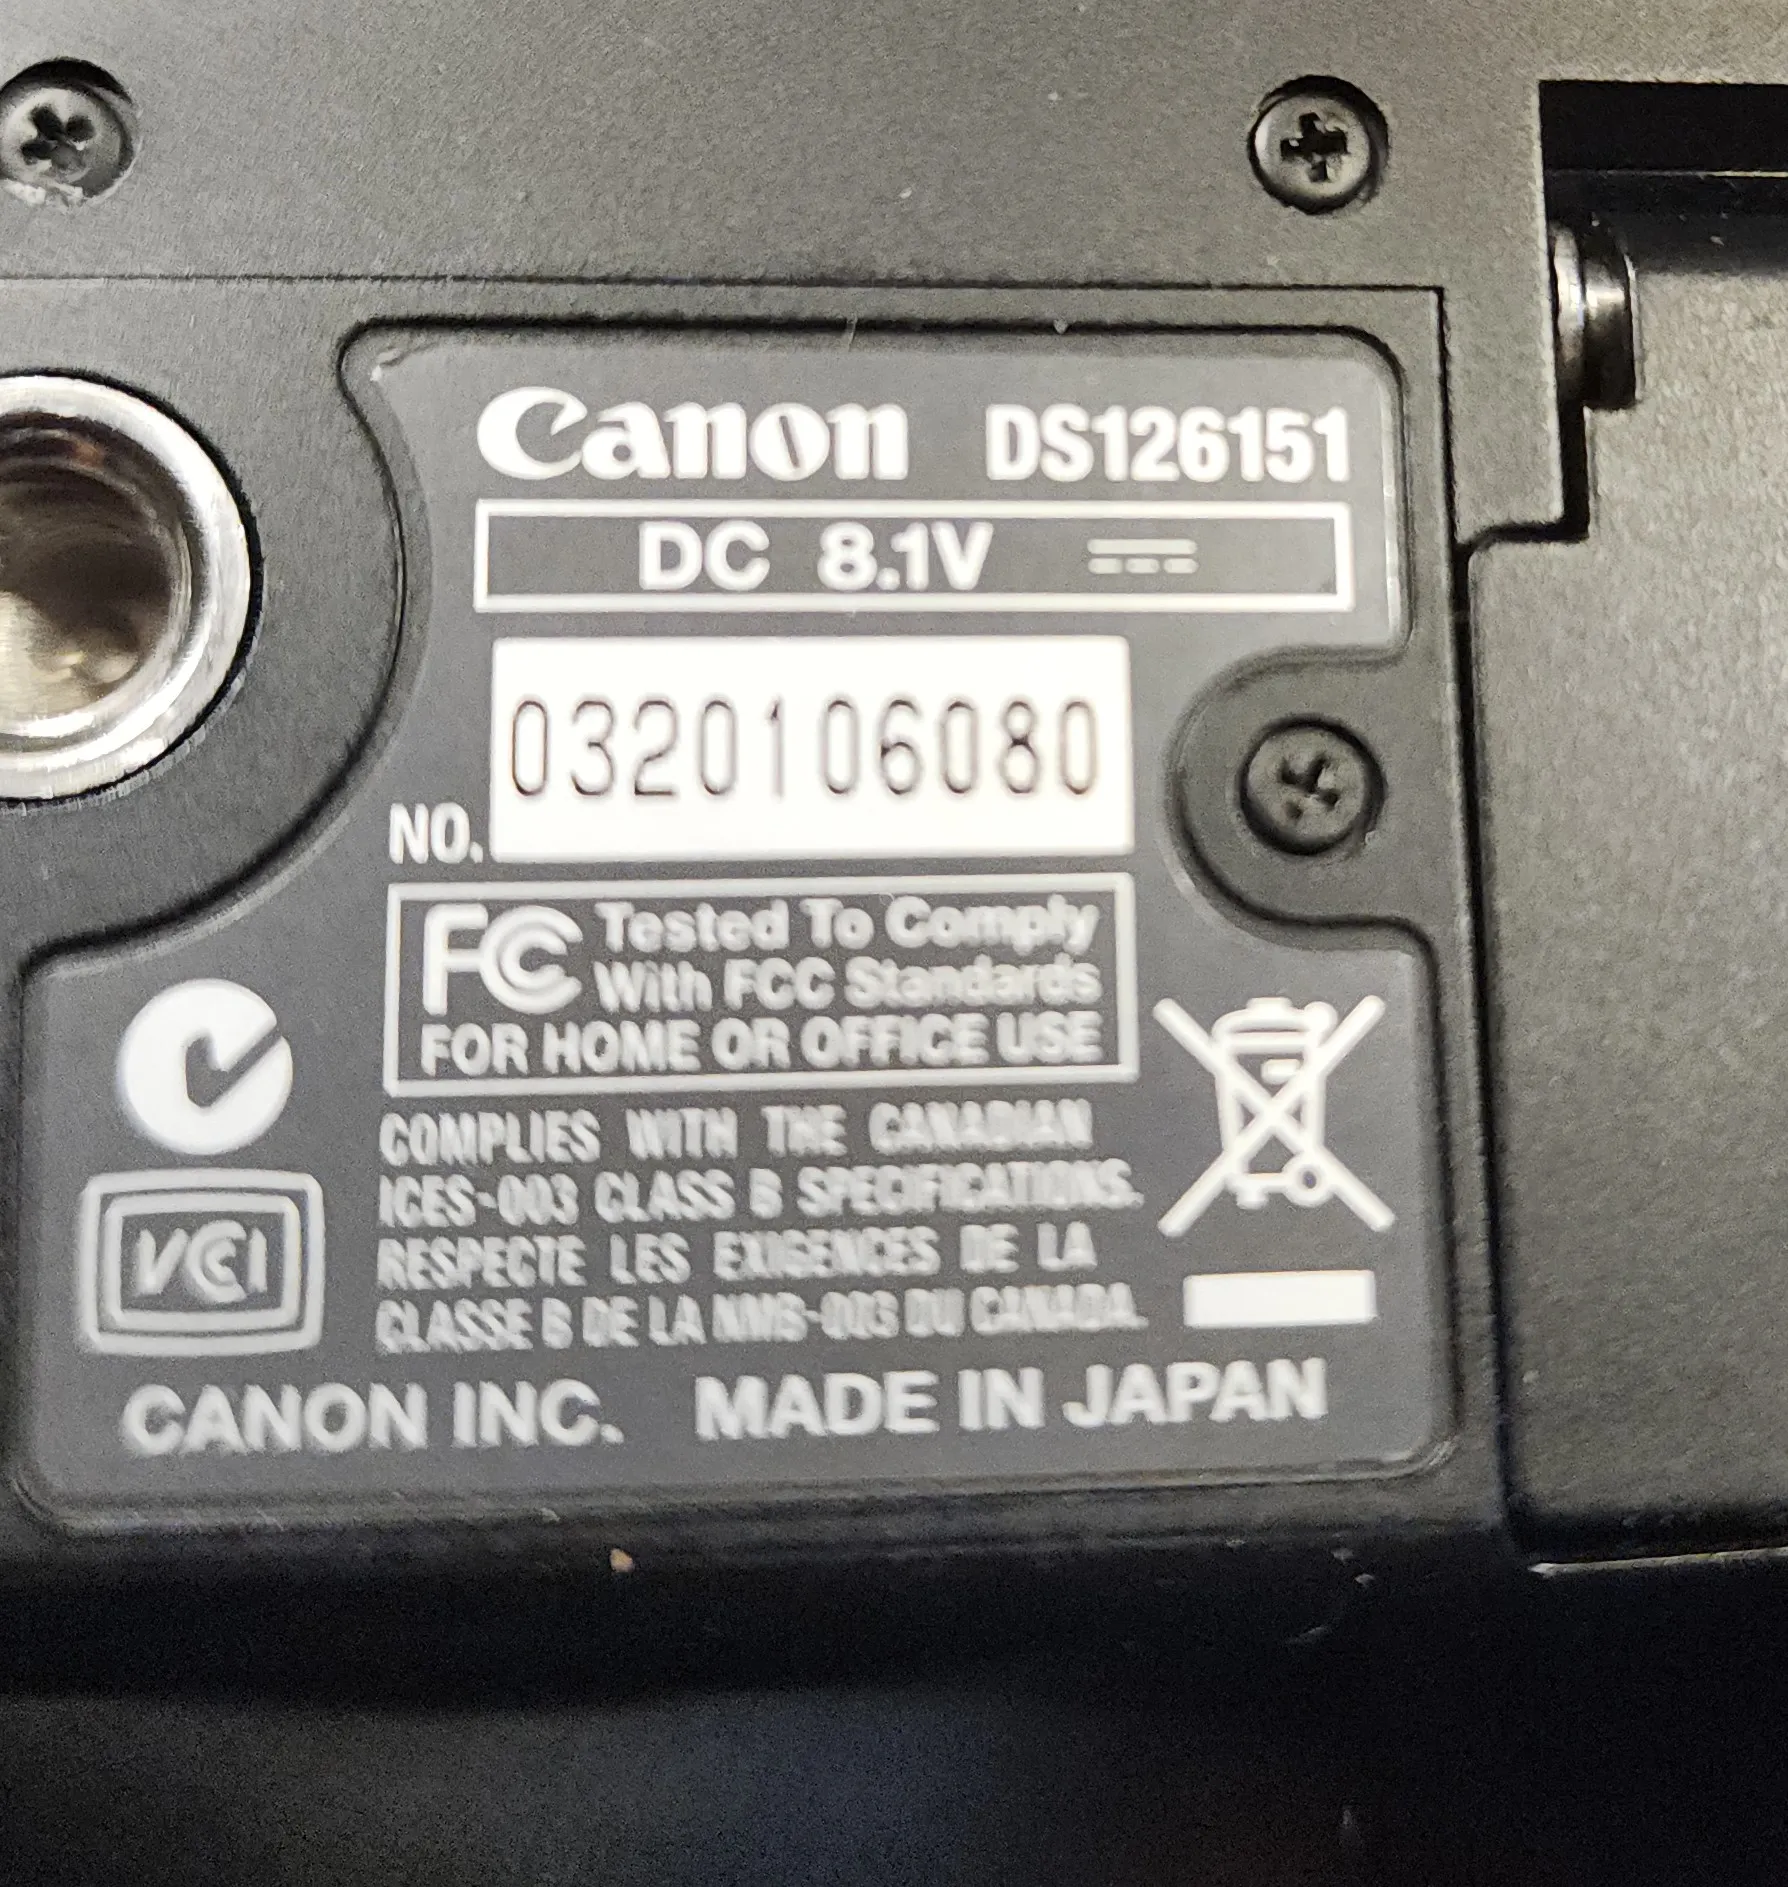 Canon DS126151
DC 8.1V
0320106080
NO.
FC Tested To Comply
With FCC Standards
FOR HOME OR OFFICE USE
COMPLIES WITH THE CANADIAN
ICES-003 CLASS B SPECIFICATIONS.
RESPECTE LES EXIGENCES DE LA
CLASSE B DE LA NMB-003 DU CANADA.
VCCI
CANON INC. MADE IN JAPAN